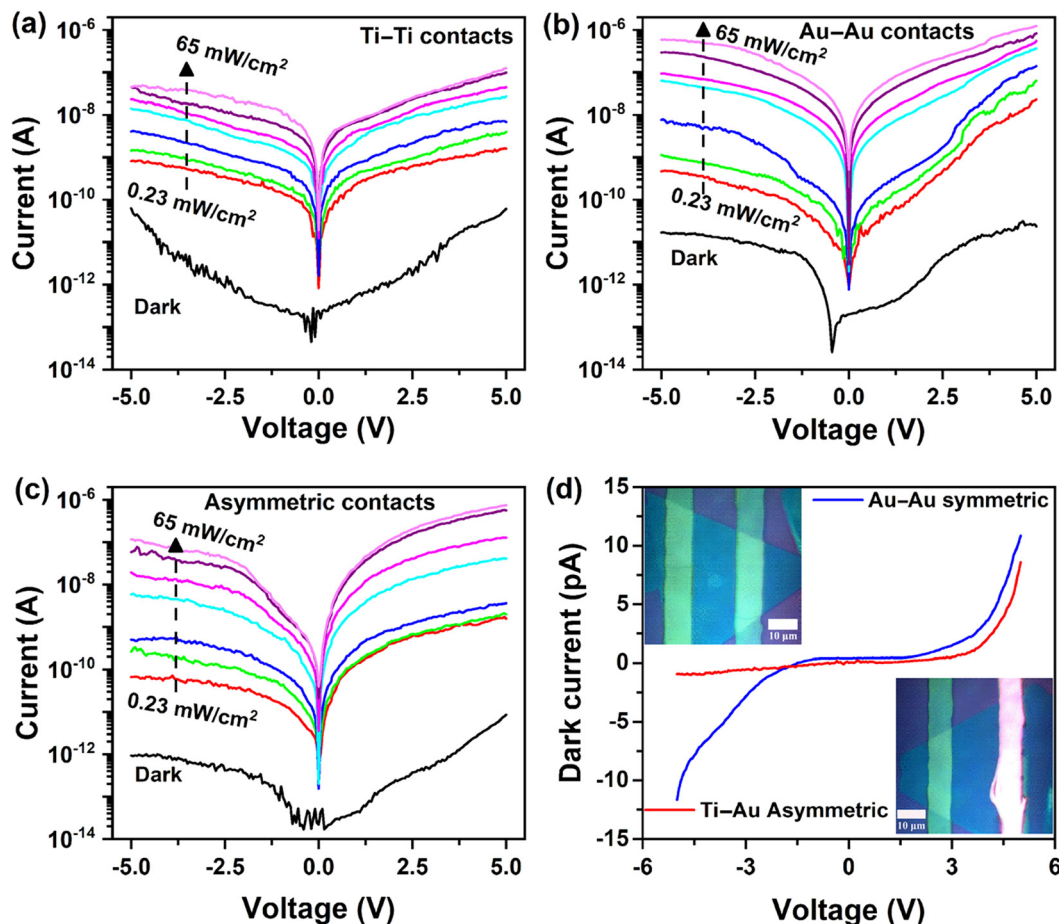 (a)
Ti–Ti contacts
65 mW/cm²
0.23 mW/cm²
Dark
Current (A)
10⁻⁶
10⁻⁸
10⁻¹⁰
10⁻¹²
10⁻¹⁴
-5.0 -2.5 0.0 2.5 5.0
Voltage (V)
(b)
Au–Au contacts
65 mW/cm²
0.23 mW/cm²
Dark
Current (A)
10⁻⁶
10⁻⁸
10⁻¹⁰
10⁻¹²
10⁻¹⁴
-5.0 -2.5 0.0 2.5 5.0
Voltage (V)
(c)
Asymmetric contacts
65 mW/cm²
0.23 mW/cm²
Dark
Current (A)
10⁻⁶
10⁻⁸
10⁻¹⁰
10⁻¹²
10⁻¹⁴
-5.0 -2.5 0.0 2.5 5.0
Voltage (V)
(d)
Au–Au symmetric
10 µm
10 µm
Ti–Au Asymmetric
Dark current (pA)
15
10
5
0
-5
-10
-15
-6 -3 0 3 6
Voltage (V)